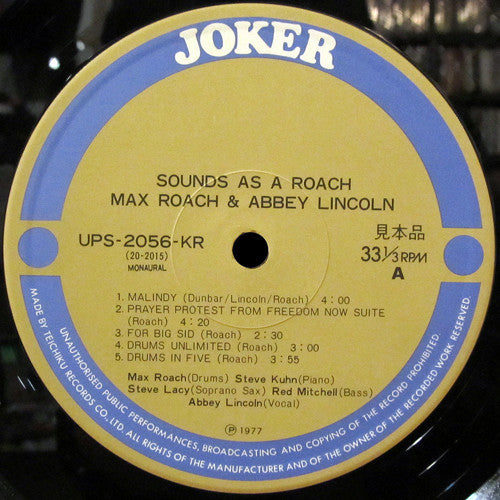 JOKER
SOUNDS AS A ROACH
MAX ROACH & ABBEY LINCOLN
UPS-2056-KR
(20-2015)
MONAURAL
見本品
33 1/3 RPM
A
1. MALINDY (Dunbar/Lincoln/Roach) 4:00
2. PRAYER PROTEST FROM FREEDOM NOW SUITE
(Roach) 4:20
3. FOR BIG SID (Roach) 2:30
4. DRUMS UNLIMITED (Roach) 3:00
5. DRUMS IN FIVE (Roach) 3:55
Max Roach(Drums) Steve Kuhn(Piano)
Steve Lacy(Soprano Sax) Red Mitchell(Bass)
Abbey Lincoln(Vocal)
Ⓟ 1977
UNAUTHORISED PUBLIC PERFORMANCES, BROADCASTING AND COPYING OF THE RECORD PROHIBITED.
MADE BY TEICHIKU RECORDS CO.,LTD. ALL RIGHTS OF THE MANUFACTURER AND OF THE OWNER OF THE RECORDED WORK RESERVED.